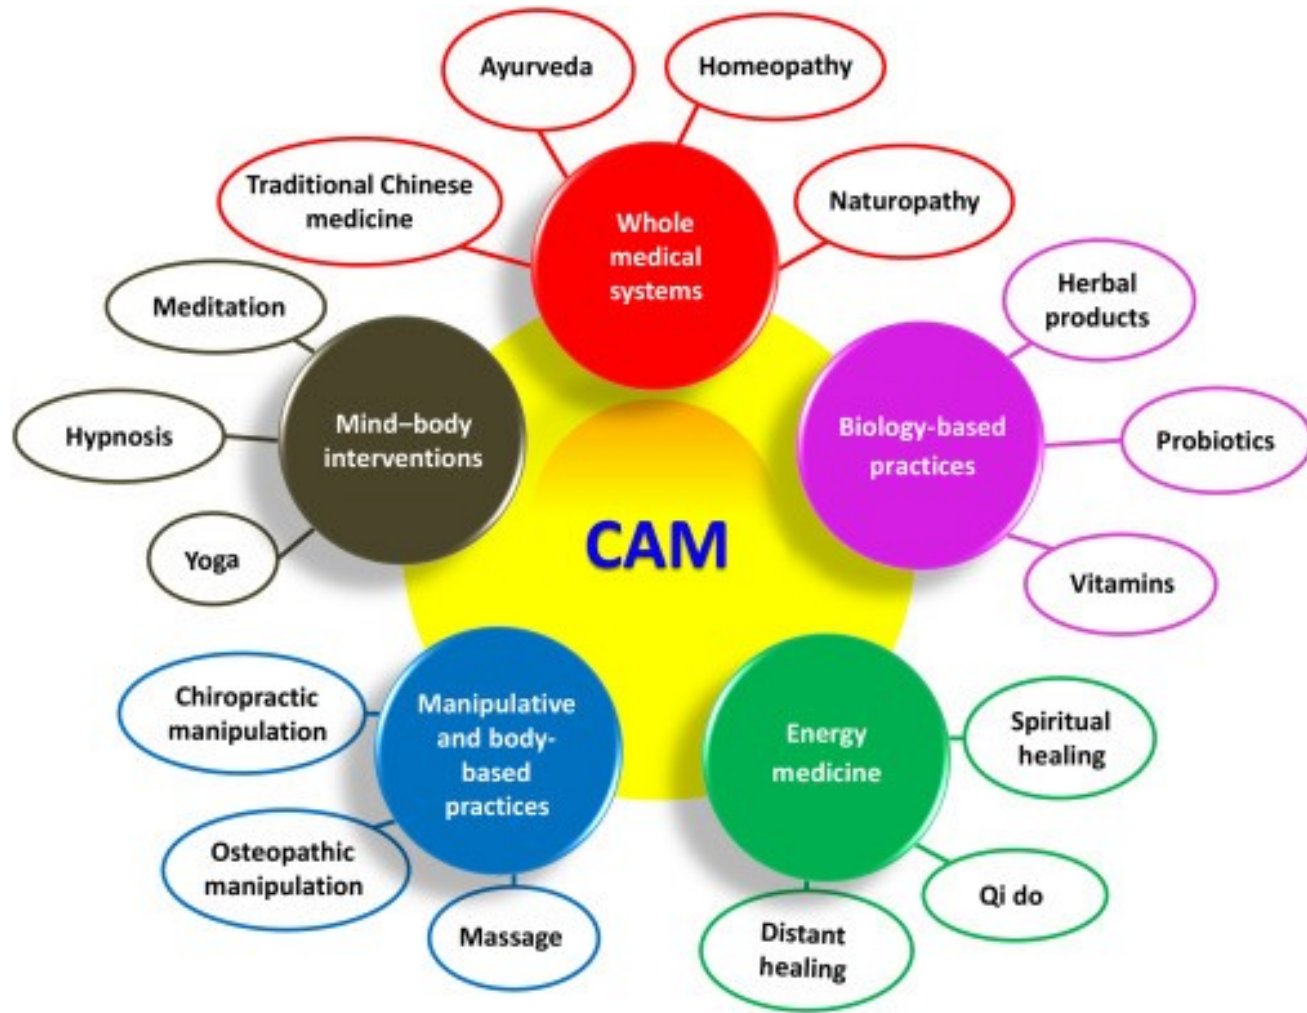 Ayurveda
Homeopathy
Traditional Chinese
medicine
Naturopathy
Whole
medical
systems
Meditation
Hypnosis
Yoga
Mind–body
interventions
Herbal
products
Probiotics
Vitamins
Biology-based
practices
CAM
Chiropractic
manipulation
Osteopathic
manipulation
Massage
Manipulative
and body-
based
practices
Energy
medicine
Spiritual
healing
Qi do
Distant
healing